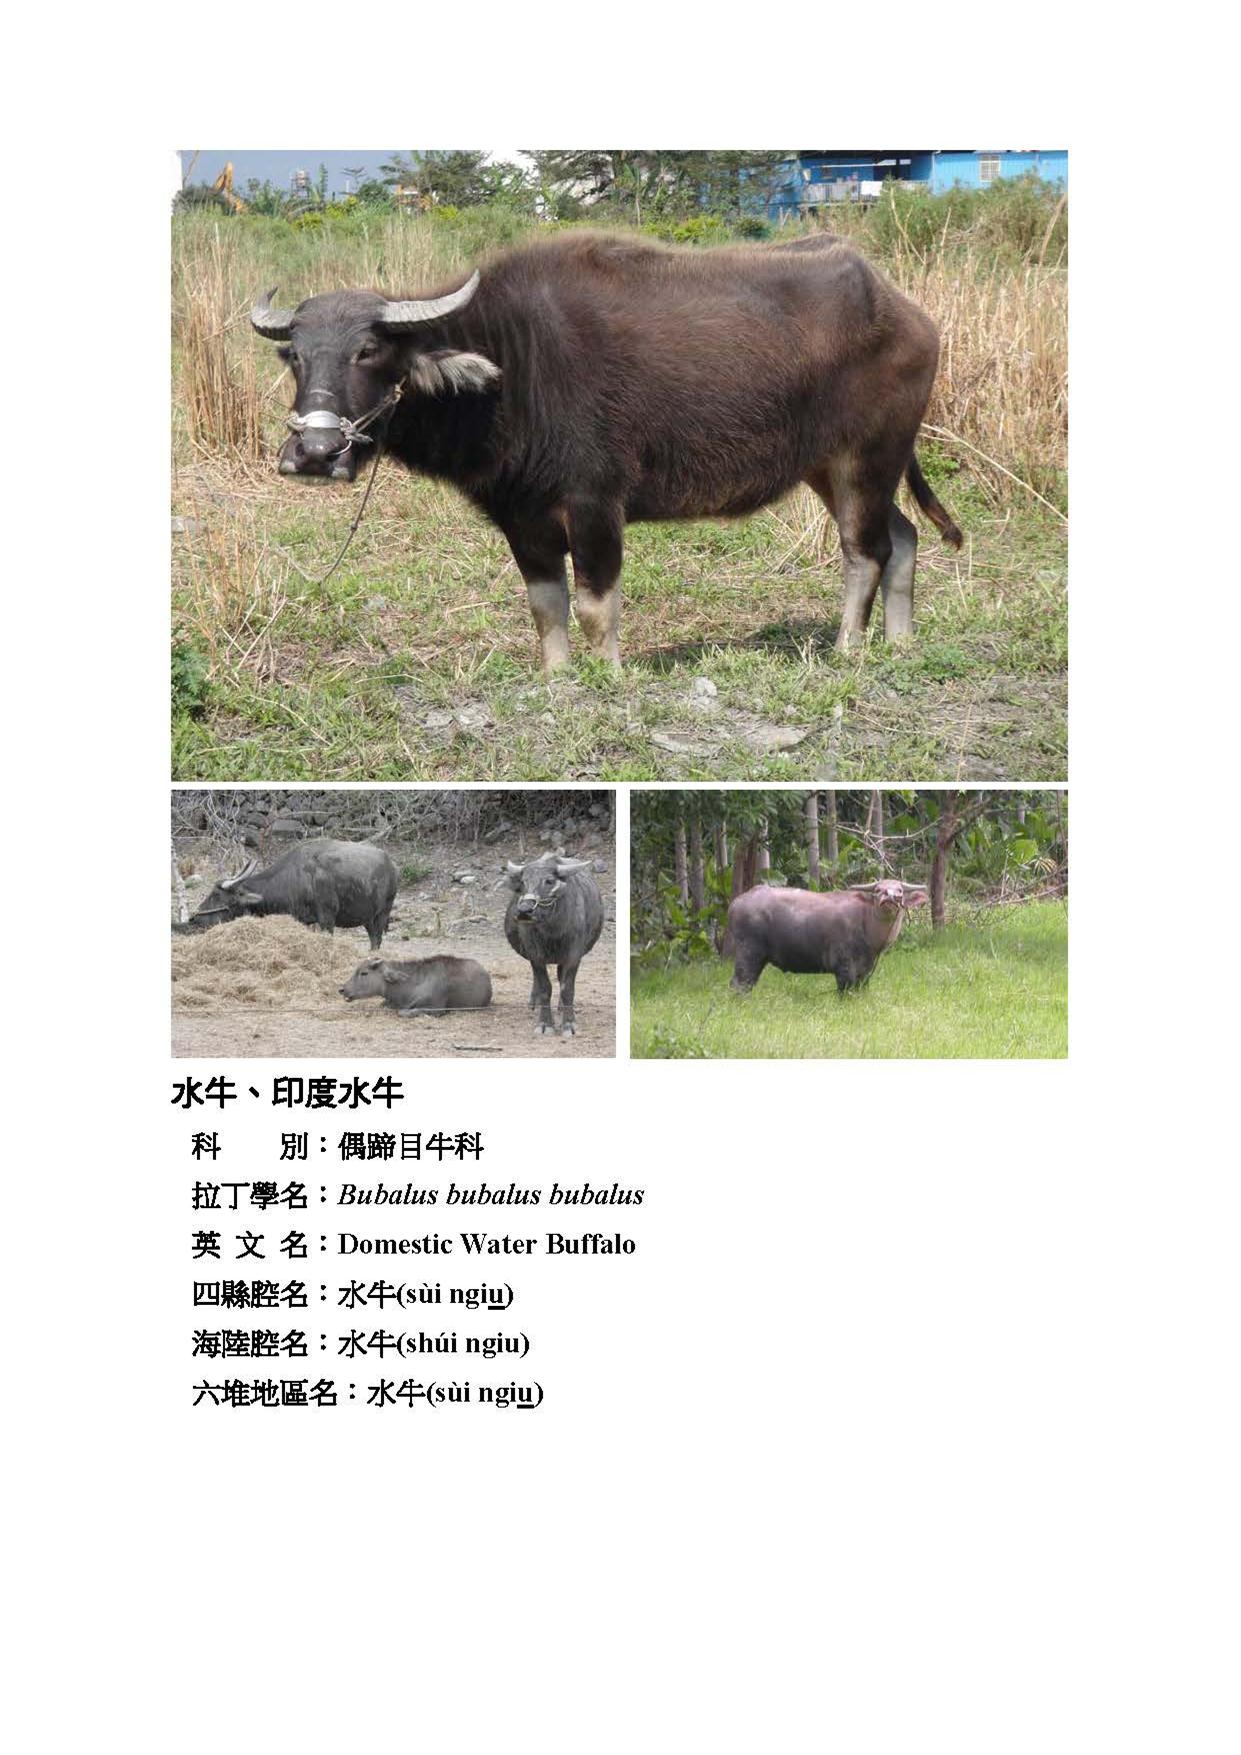 水牛、印度水牛
科　　別：偶蹄目牛科
拉丁學名：Bubalus bubalus bubalus
英 文 名：Domestic Water Buffalo
四縣腔名：水牛(sùi ngiu)
海陸腔名：水牛(shúi ngiu)
六堆地區名：水牛(sùi ngiu)